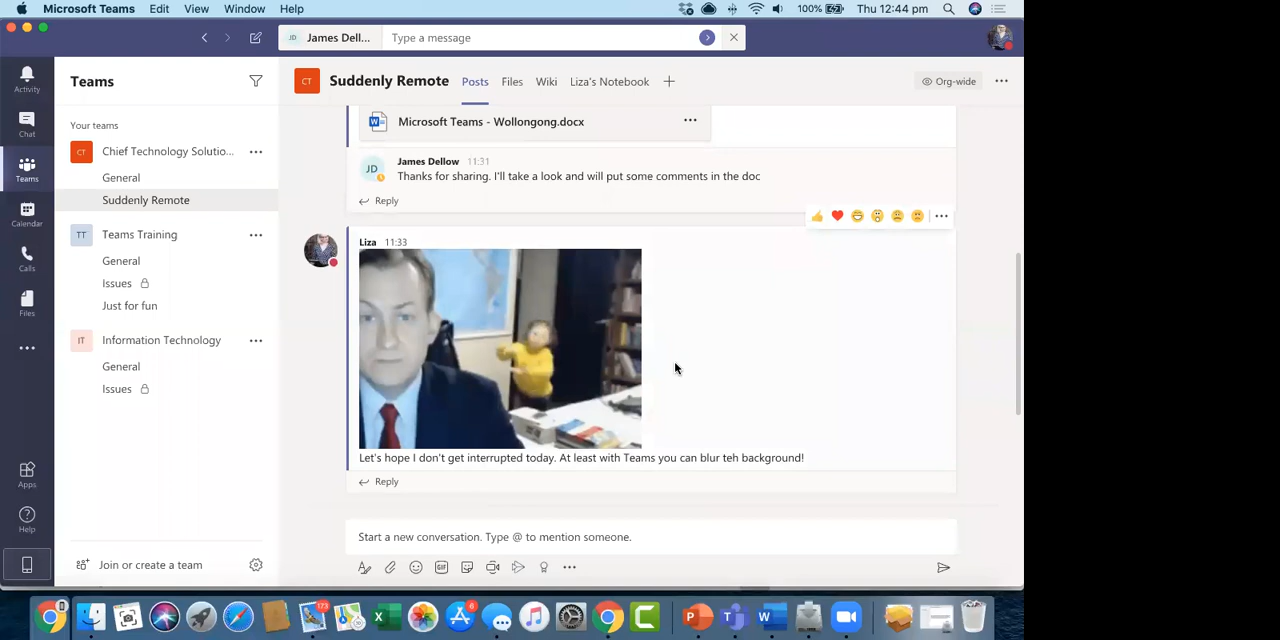 Microsoft Teams Edit View Window Help 100% Thu 12:44 pm
JD James Dell... Type a message
Activity
Chat
Teams
Calendar
Calls
Files
Apps
Help
Teams
Your teams
CT Chief Technology Solutio...
General
Suddenly Remote
TT Teams Training
General
Issues
Just for fun
IT Information Technology
General
Issues
Join or create a team
CT Suddenly Remote Posts Files Wiki Liza's Notebook Org-wide
Microsoft Teams - Wollongong.docx
JD James Dellow 11:31
Thanks for sharing. I'll take a look and will put some comments in the doc
Reply
Liza 11:33
Let's hope I don't get interrupted today. At least with Teams you can blur teh background!
Reply
Start a new conversation. Type @ to mention someone.
GIF
173
6